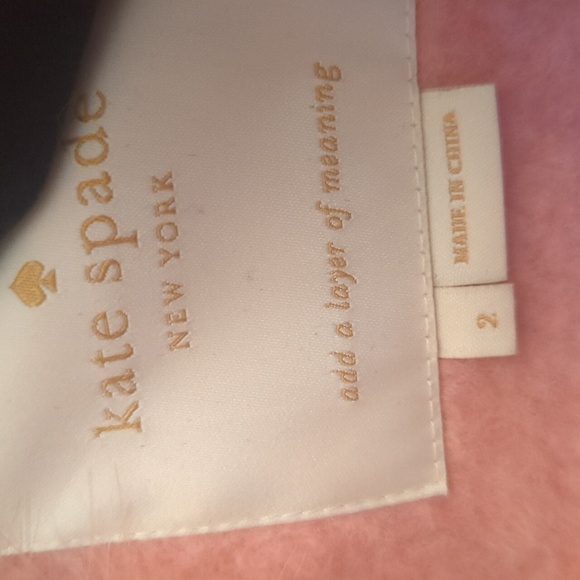 kate spade
NEW YORK
add a layer of meaning
MADE IN CHINA
2